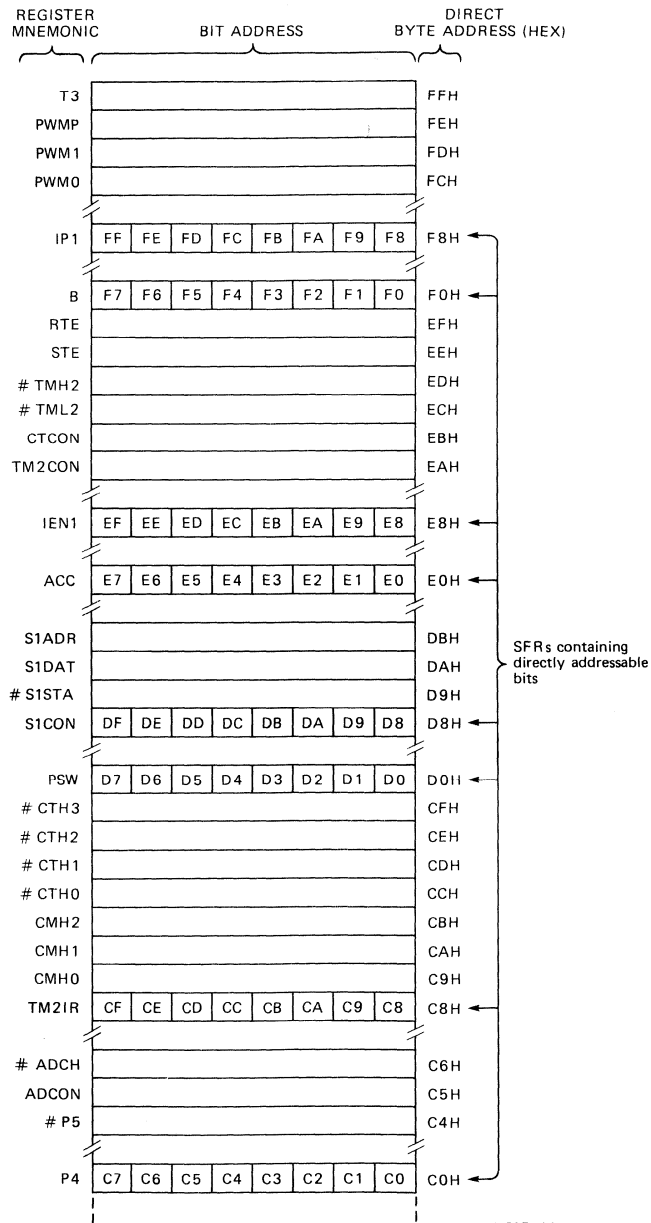 REGISTER MNEMONIC BIT ADDRESS DIRECT BYTE ADDRESS (HEX)
T3 FFH
PWMP FEH
PWM1 FDH
PWM0 FCH
IP1 FF FE FD FC FB FA F9 F8 F8H
B F7 F6 F5 F4 F3 F2 F1 F0 F0H
RTE EFH
STE EEH
# TMH2 EDH
# TML2 ECH
CTCON EBH
TM2CON EAH
IEN1 EF EE ED EC EB EA E9 E8 E8H
ACC E7 E6 E5 E4 E3 E2 E1 E0 E0H
S1ADR DBH
S1DAT DAH
# S1STA D9H
S1CON DF DE DD DC DB DA D9 D8 D8H
SFRs containing
directly addressable
bits
PSW D7 D6 D5 D4 D3 D2 D1 D0 D0H
# CTH3 CFH
# CTH2 CEH
# CTH1 CDH
# CTH0 CCH
CMH2 CBH
CMH1 CAH
CMH0 C9H
TM2IR CF CE CD CC CB CA C9 C8 C8H
# ADCH C6H
ADCON C5H
# P5 C4H
P4 C7 C6 C5 C4 C3 C2 C1 C0 C0H